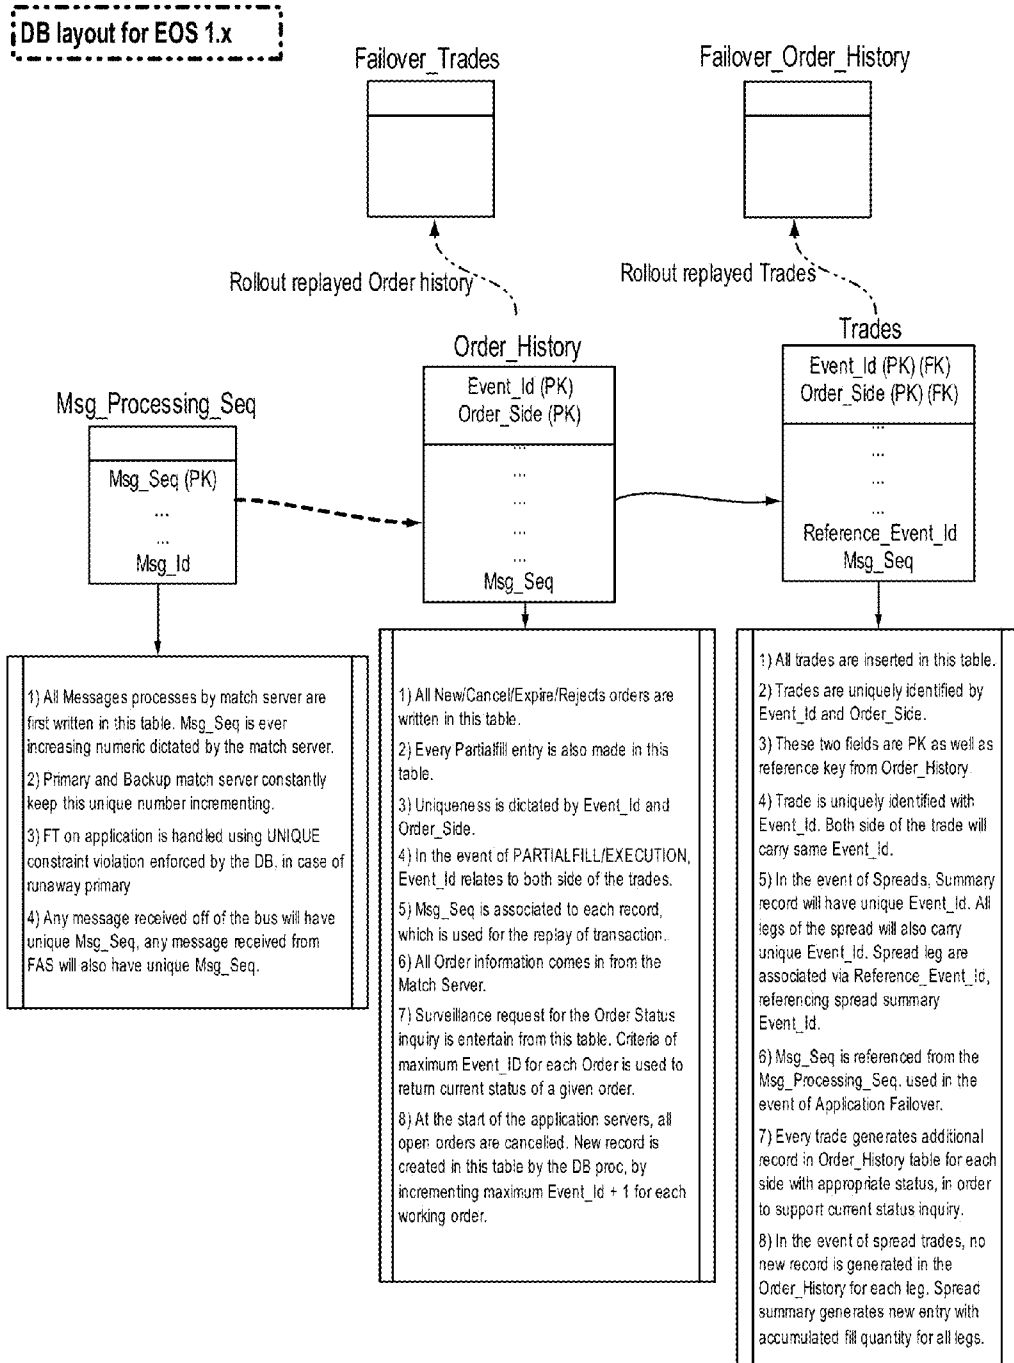 DB layout for EOS 1.x
Failover_Trades
Failover_Order_History
Rollout replayed Order history
Rollout replayed Trades
Msg_Processing_Seq
Msg_Seq (PK)
...
...
Msg_Id
Order_History
Event_Id (PK)
Order_Side (PK)
...
...
...
...
...
Msg_Seq
Trades
Event_Id (PK) (FK)
Order_Side (PK) (FK)
...
...
...
...
Reference_Event_Id
Msg_Seq
1) All Messages processes by match server are
first written in this table. Msg_Seq is ever
increasing numeric dictated by the match server.
2) Primary and Backup match server constantly
keep this unique number incrementing.
3) FT on application is handled using UNIQUE
constraint violation enforced by the DB, in case of
runaway primary
4) Any message received off of the bus will have
unique Msg_Seq, any message received from
FAS will also have unique Msg_Seq.
1) All New/Cancel/Expire/Rejects orders are
written in this table.
2) Every Partialfill entry is also made in this
table.
3) Uniqueness is dictated by Event_Id and
Order_Side.
4) In the event of PARTIALFILL/EXECUTION,
Event_Id relates to both side of the trades.
5) Msg_Seq is associated to each record,
which is used for the replay of transaction.
6) All Order information comes in from the
Match Server.
7) Surveillance request for the Order Status
inquiry is entertain from this table. Criteria of
maximum Event_ID for each Order is used to
return current status of a given order.
8) At the start of the application servers, all
open orders are cancelled. New record is
created in this table by the DB proc, by
incrementing maximum Event_Id + 1 for each
working order.
1) All trades are inserted in this table.
2) Trades are uniquely identified by
Event_Id and Order_Side.
3) These two fields are PK as well as
reference key from Order_History
4) Trade is uniquely identified with
Event_Id. Both side of the trade will
carry same Event_Id.
5) In the event of Spreads, Summary
record will have unique Event_Id. All
legs of the spread will also carry
unique Event_Id. Spread leg are
associated via Reference_Event_Id,
referencing spread summary
Event_Id.
6) Msg_Seq is referenced from the
Msg_Processing_Seq. used in the
event of Application Failover.
7) Every trade generates additional
record in Order_History table for each
side with appropriate status, in order
to support current status inquiry.
8) In the event of spread trades, no
new record is generated in the
Order_History for each leg. Spread
summary generates new entry with
accumulated fill quantity for all legs.